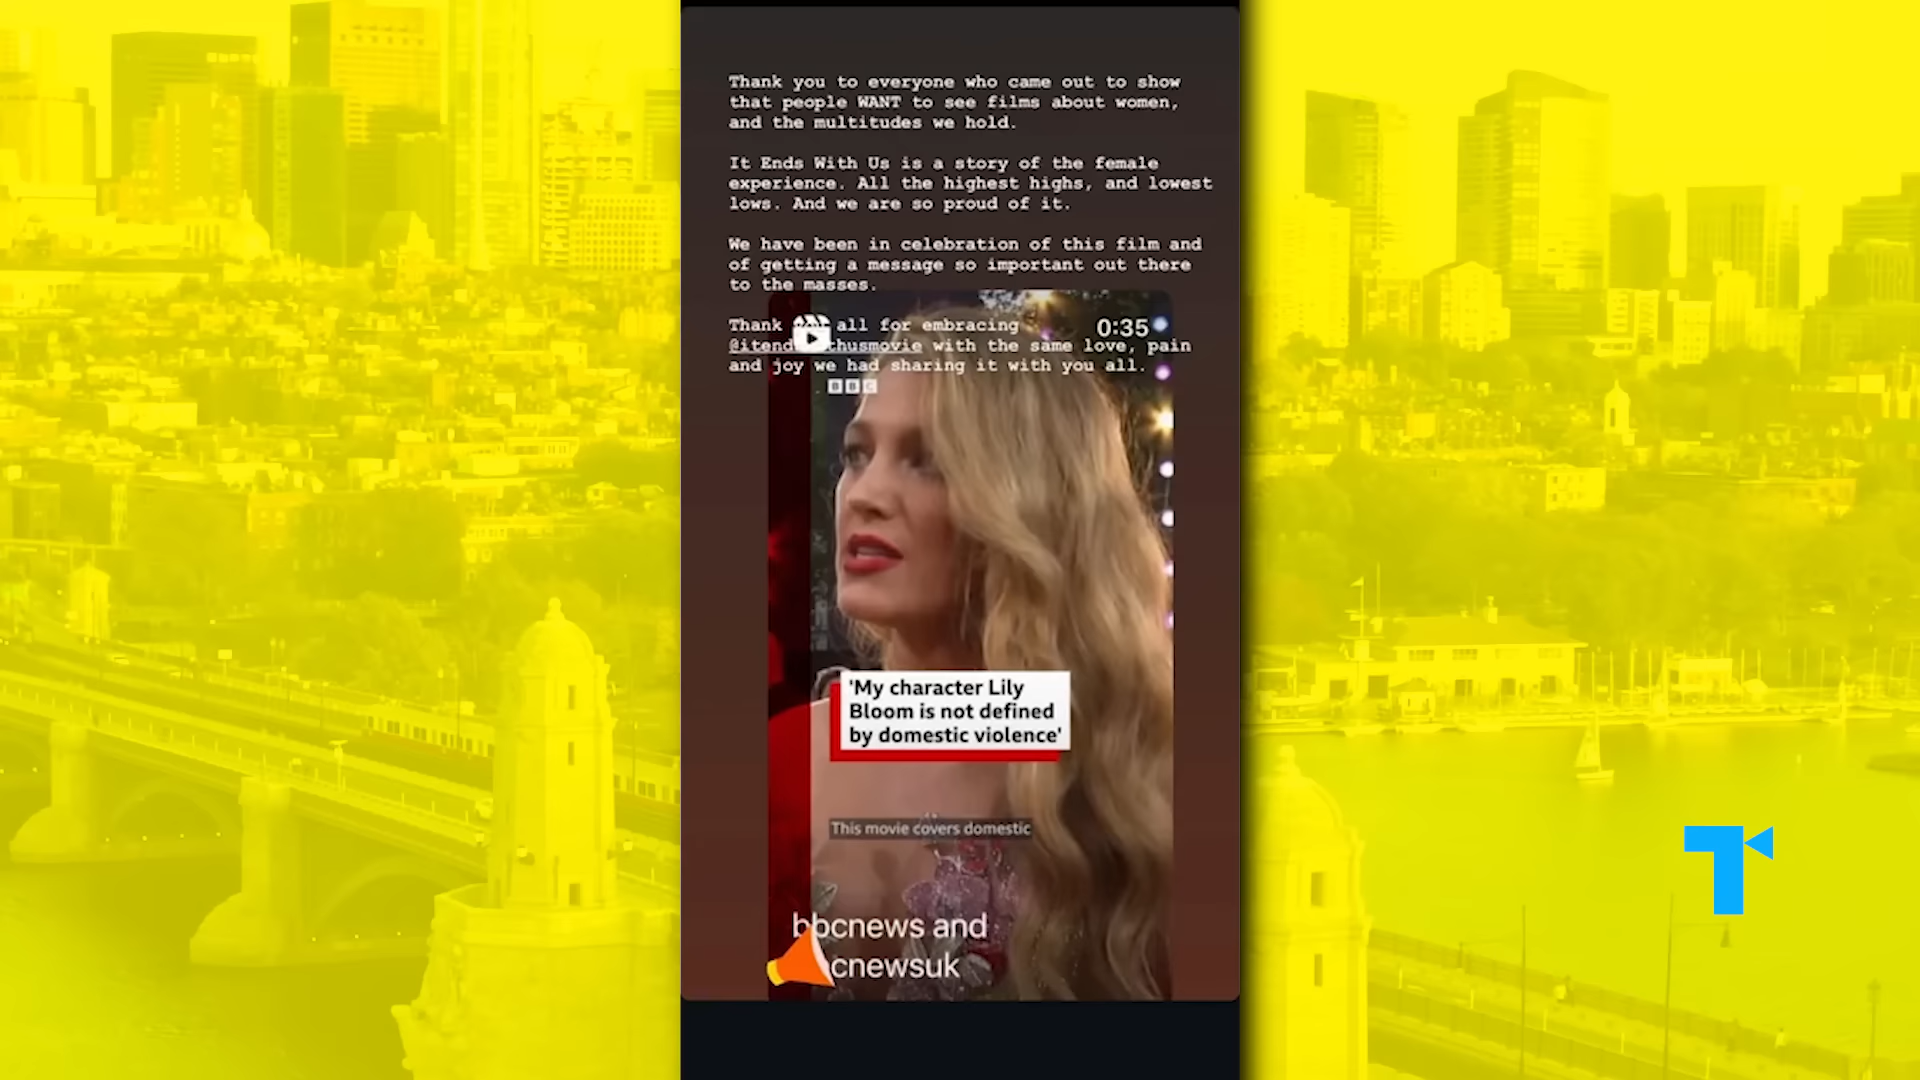 Thank you to everyone who came out to show
that people WANT to see films about women,
and the multitudes we hold.
It Ends With Us is a story of the female
experience. All the highest highs, and lowest
lows. And we are so proud of it.
We have been in celebration of this film and
of getting a message so important out there
to the masses.
Thank you all for embracing
0:35
with the same love, pain
and joy we had sharing it with you all.
BBC
'My character Lily
Bloom is not defined
by domestic violence'
This movie covers domestic
bbcnews and
cnewsuk